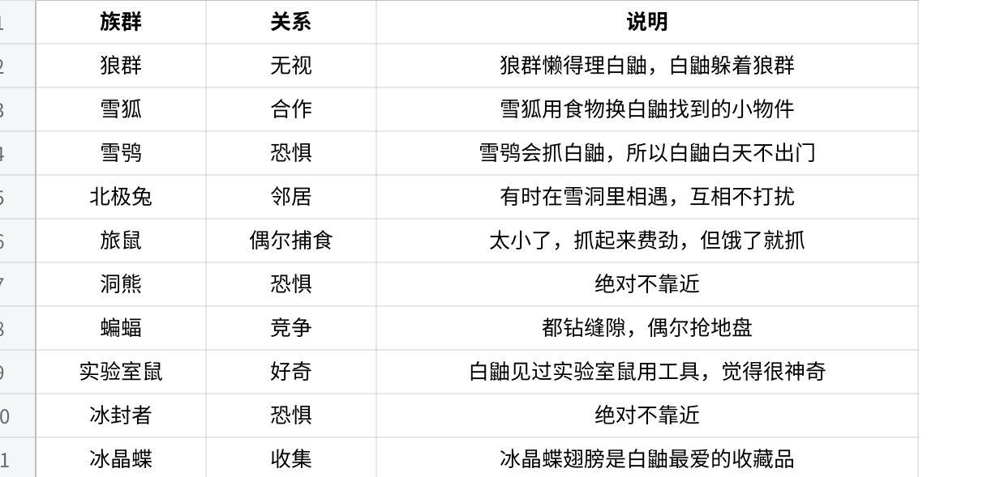 1 族群 关系 说明
2 狼群 无视 狼群懒得理白鼬，白鼬躲着狼群
3 雪狐 合作 雪狐用食物换白鼬找到的小物件
4 雪鸮 恐惧 雪鸮会抓白鼬，所以白鼬白天不出门
5 北极兔 邻居 有时在雪洞里相遇，互相不打扰
6 旅鼠 偶尔捕食 太小了，抓起来费劲，但饿了就抓
7 洞熊 恐惧 绝对不靠近
8 蝙蝠 竞争 都钻缝隙，偶尔抢地盘
9 实验室鼠 好奇 白鼬见过实验室鼠用工具，觉得很神奇
0 冰封者 恐惧 绝对不靠近
1 冰晶蝶 收集 冰晶蝶翅膀是白鼬最爱的收藏品